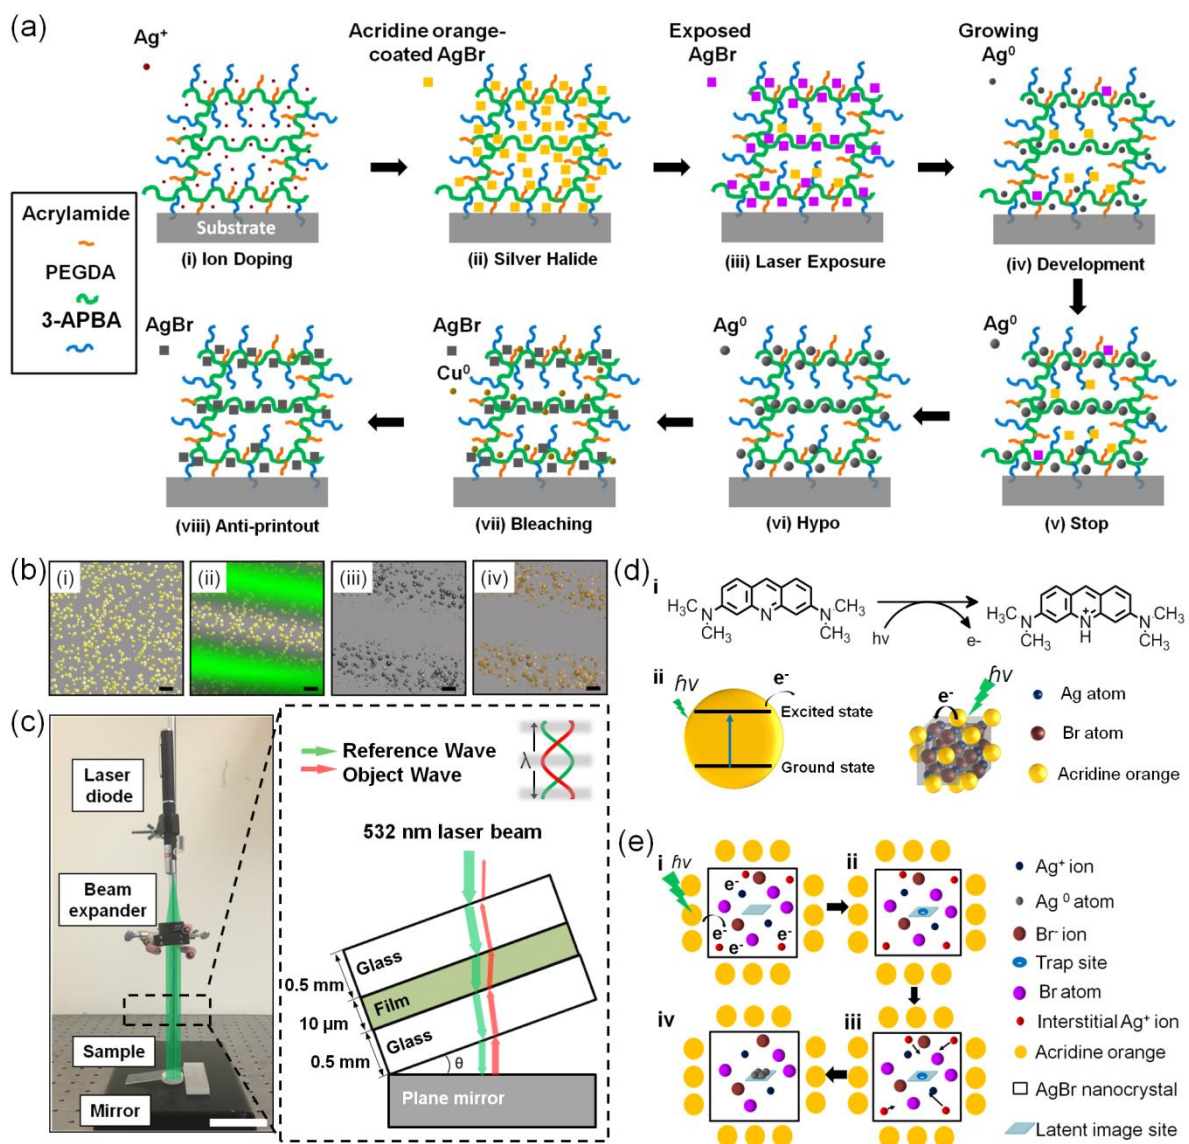 (a)
Ag⁺
Acridine orange-
coated AgBr
Exposed
AgBr
Growing
Ag⁰
Acrylamide
PEGDA
3-APBA
Substrate
(i) Ion Doping
(ii) Silver Halide
(iii) Laser Exposure
(iv) Development
AgBr
AgBr
Cu⁰
Ag⁰
Ag⁰
(viii) Anti-printout
(vii) Bleaching
(vi) Hypo
(v) Stop
(b)
(i)
(ii)
(iii)
(iv)
(c)
Laser
diode
Beam
expander
Sample
Mirror
Reference Wave
Object Wave
λ
532 nm laser beam
Glass
0.5 mm
Film
10 µm
Glass
0.5 mm
θ
Plane mirror
(d)
i
H3C
N
CH3
N
CH3
N
CH3
hν
e-
H3C
N
CH3
N
H
+•
CH3
N
CH3
ii
hν
e-
Excited state
Ground state
hν
e-
Ag atom
Br atom
Acridine orange
(e)
i
hν
e-
e-
e-
e-
ii
iv
iii
Ag⁺ ion
Ag ⁰ atom
Br⁻ ion
Trap site
Br atom
Interstitial Ag⁺ ion
Acridine orange
AgBr nanocrystal
Latent image site